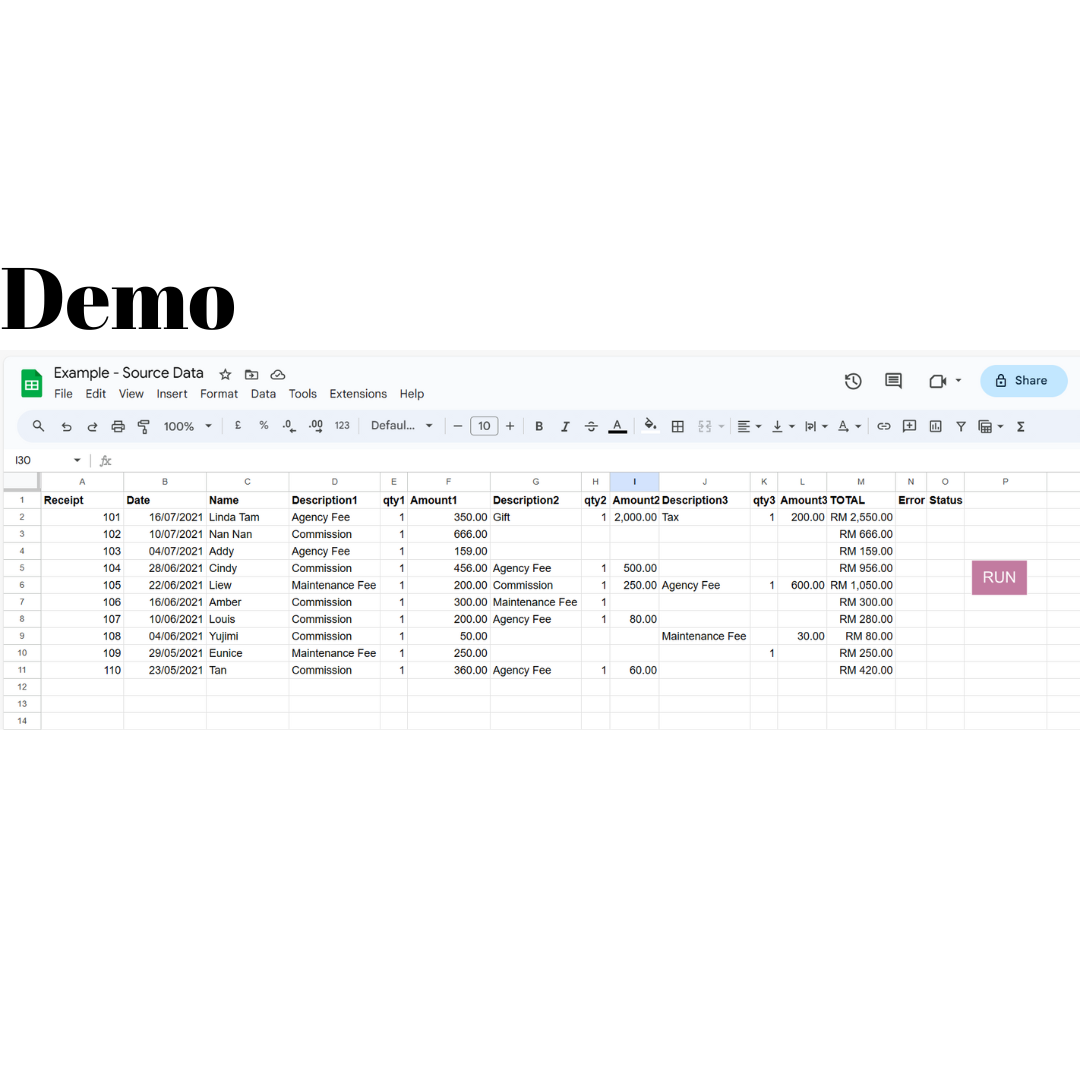 Demo
Example - Source Data
File Edit View Insert Format Data Tools Extensions Help
Share
100% £ % .0 .00 123 Defaul... − 10 + B I A A Σ
I30 fx
A B C D E F G H I J K L M N O P
1 Receipt Date Name Description1 qty1 Amount1 Description2 qty2 Amount2 Description3 qty3 Amount3 TOTAL Error Status
2 101 16/07/2021 Linda Tam Agency Fee 1 350.00 Gift 1 2,000.00 Tax 1 200.00 RM 2,550.00
3 102 10/07/2021 Nan Nan Commission 1 666.00 RM 666.00
4 103 04/07/2021 Addy Agency Fee 1 159.00 RM 159.00
5 104 28/06/2021 Cindy Commission 1 456.00 Agency Fee 1 500.00 RM 956.00
6 105 22/06/2021 Liew Maintenance Fee 1 200.00 Commission 1 250.00 Agency Fee 1 600.00 RM 1,050.00
RUN
7 106 16/06/2021 Amber Commission 1 300.00 Maintenance Fee 1 RM 300.00
8 107 10/06/2021 Louis Commission 1 200.00 Agency Fee 1 80.00 RM 280.00
9 108 04/06/2021 Yujimi Commission 1 50.00 Maintenance Fee 30.00 RM 80.00
10 109 29/05/2021 Eunice Maintenance Fee 1 250.00 1 RM 250.00
11 110 23/05/2021 Tan Commission 1 360.00 Agency Fee 1 60.00 RM 420.00
12
13
14